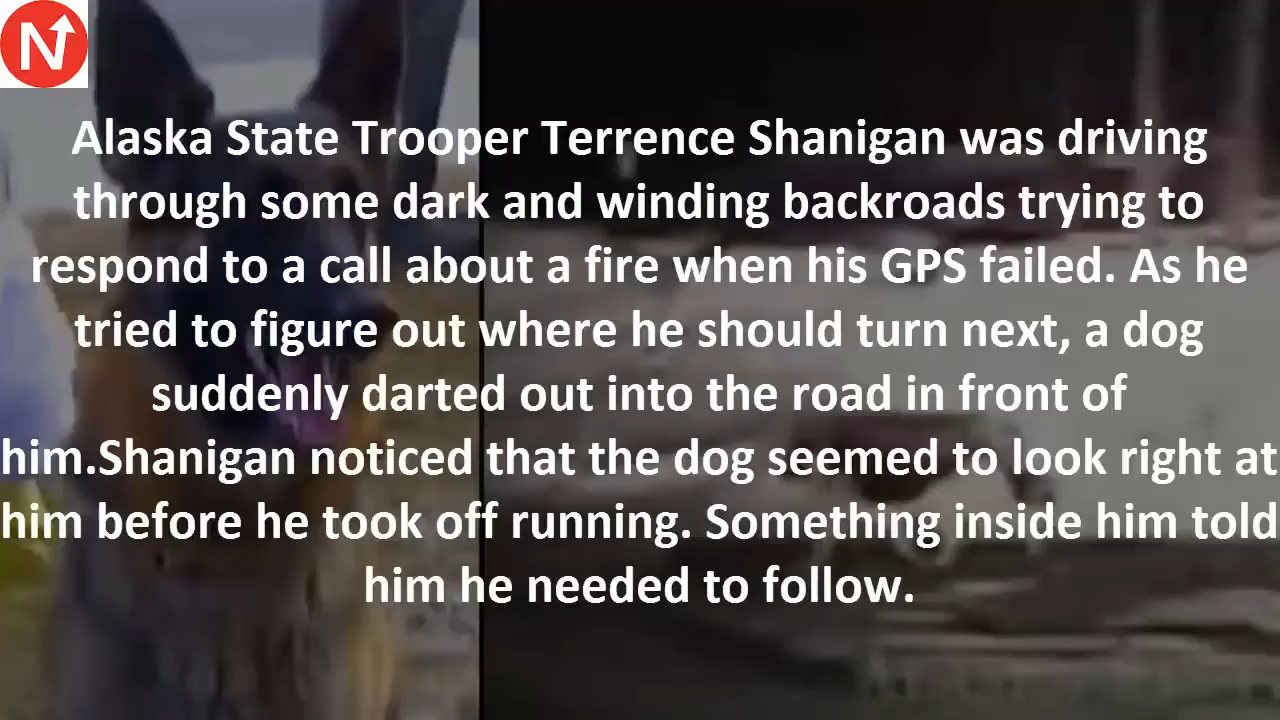 N
Alaska State Trooper Terrence Shanigan was driving
through some dark and winding backroads trying to
respond to a call about a fire when his GPS failed. As he
tried to figure out where he should turn next, a dog
suddenly darted out into the road in front of
him.Shanigan noticed that the dog seemed to look right at
him before he took off running. Something inside him told
him he needed to follow.